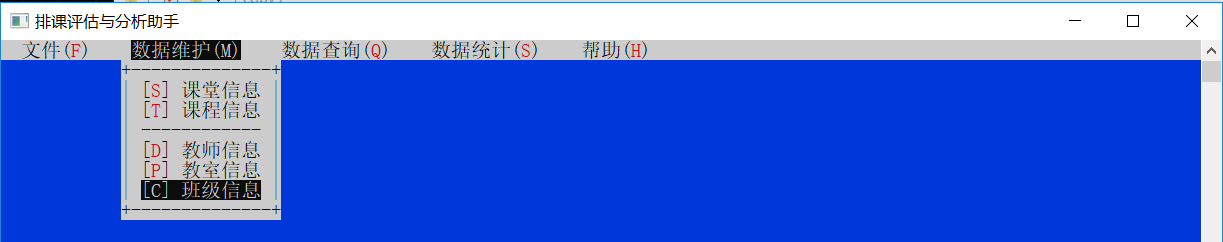 排课评估与分析助手
文件(F) 数据维护(M) 数据查询(Q) 数据统计(S) 帮助(H)
[S] 课堂信息
[T] 课程信息
[D] 教师信息
[P] 教室信息
[C] 班级信息